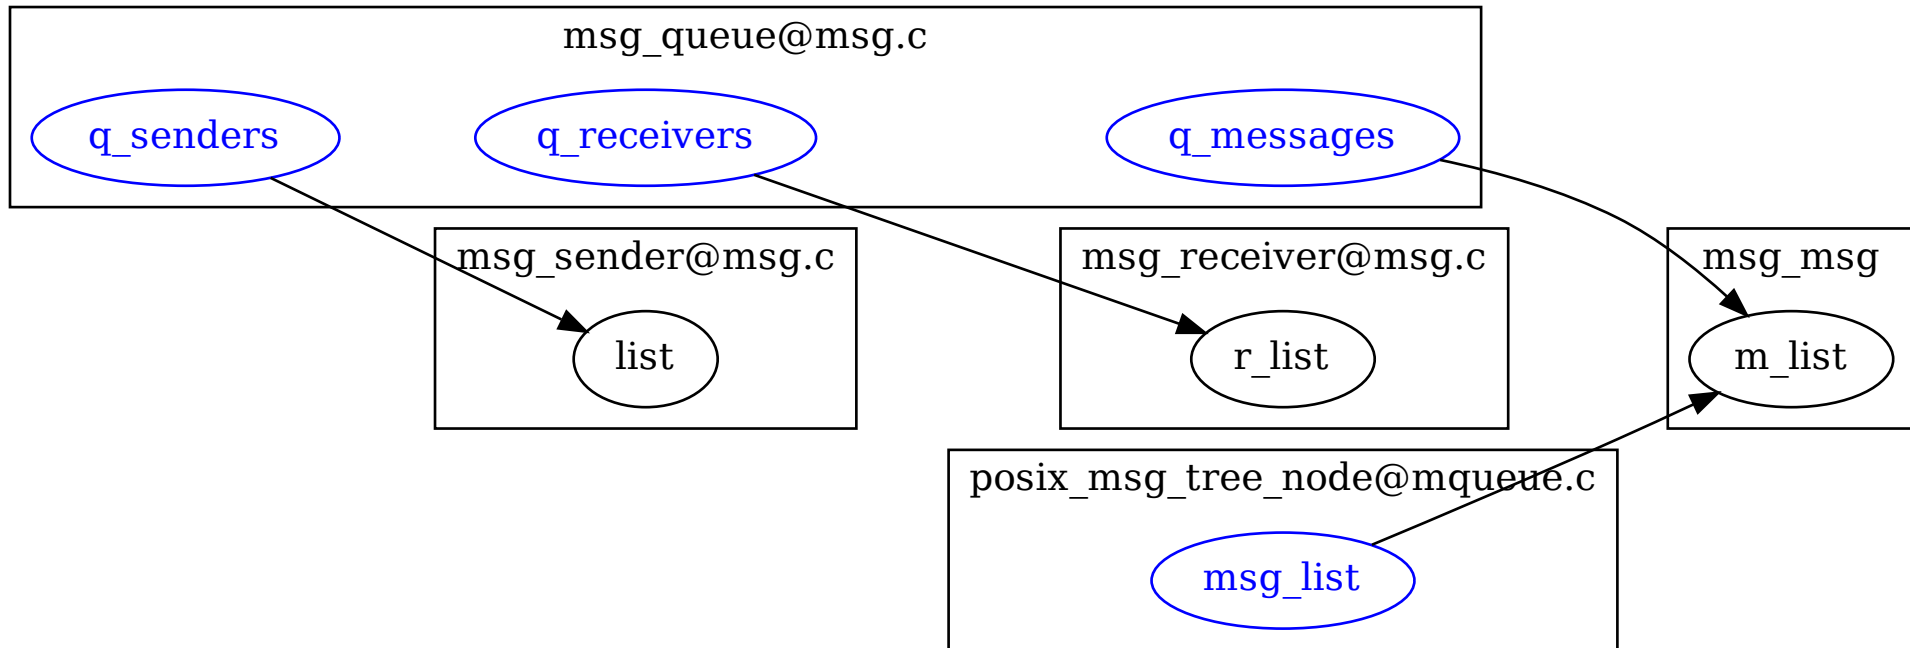 msg_queue@msg.c
q_senders
q_receivers
q_messages
msg_sender@msg.c
msg_receiver@msg.c
msg_msg
list
r_list
m_list
posix_msg_tree_node@mqueue.c
msg_list